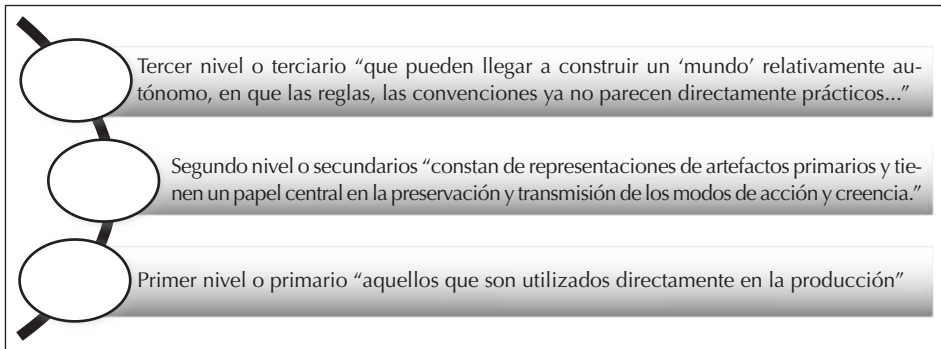 Tercer nivel o terciario “que pueden llegar a construir un ‘mundo’ relativamente au-
tónomo, en que las reglas, las convenciones ya no parecen directamente prácticos...”
Segundo nivel o secundarios “constan de representaciones de artefactos primarios y tie-
nen un papel central en la preservación y transmisión de los modos de acción y creencia.”
Primer nivel o primario “aquellos que son utilizados directamente en la producción”